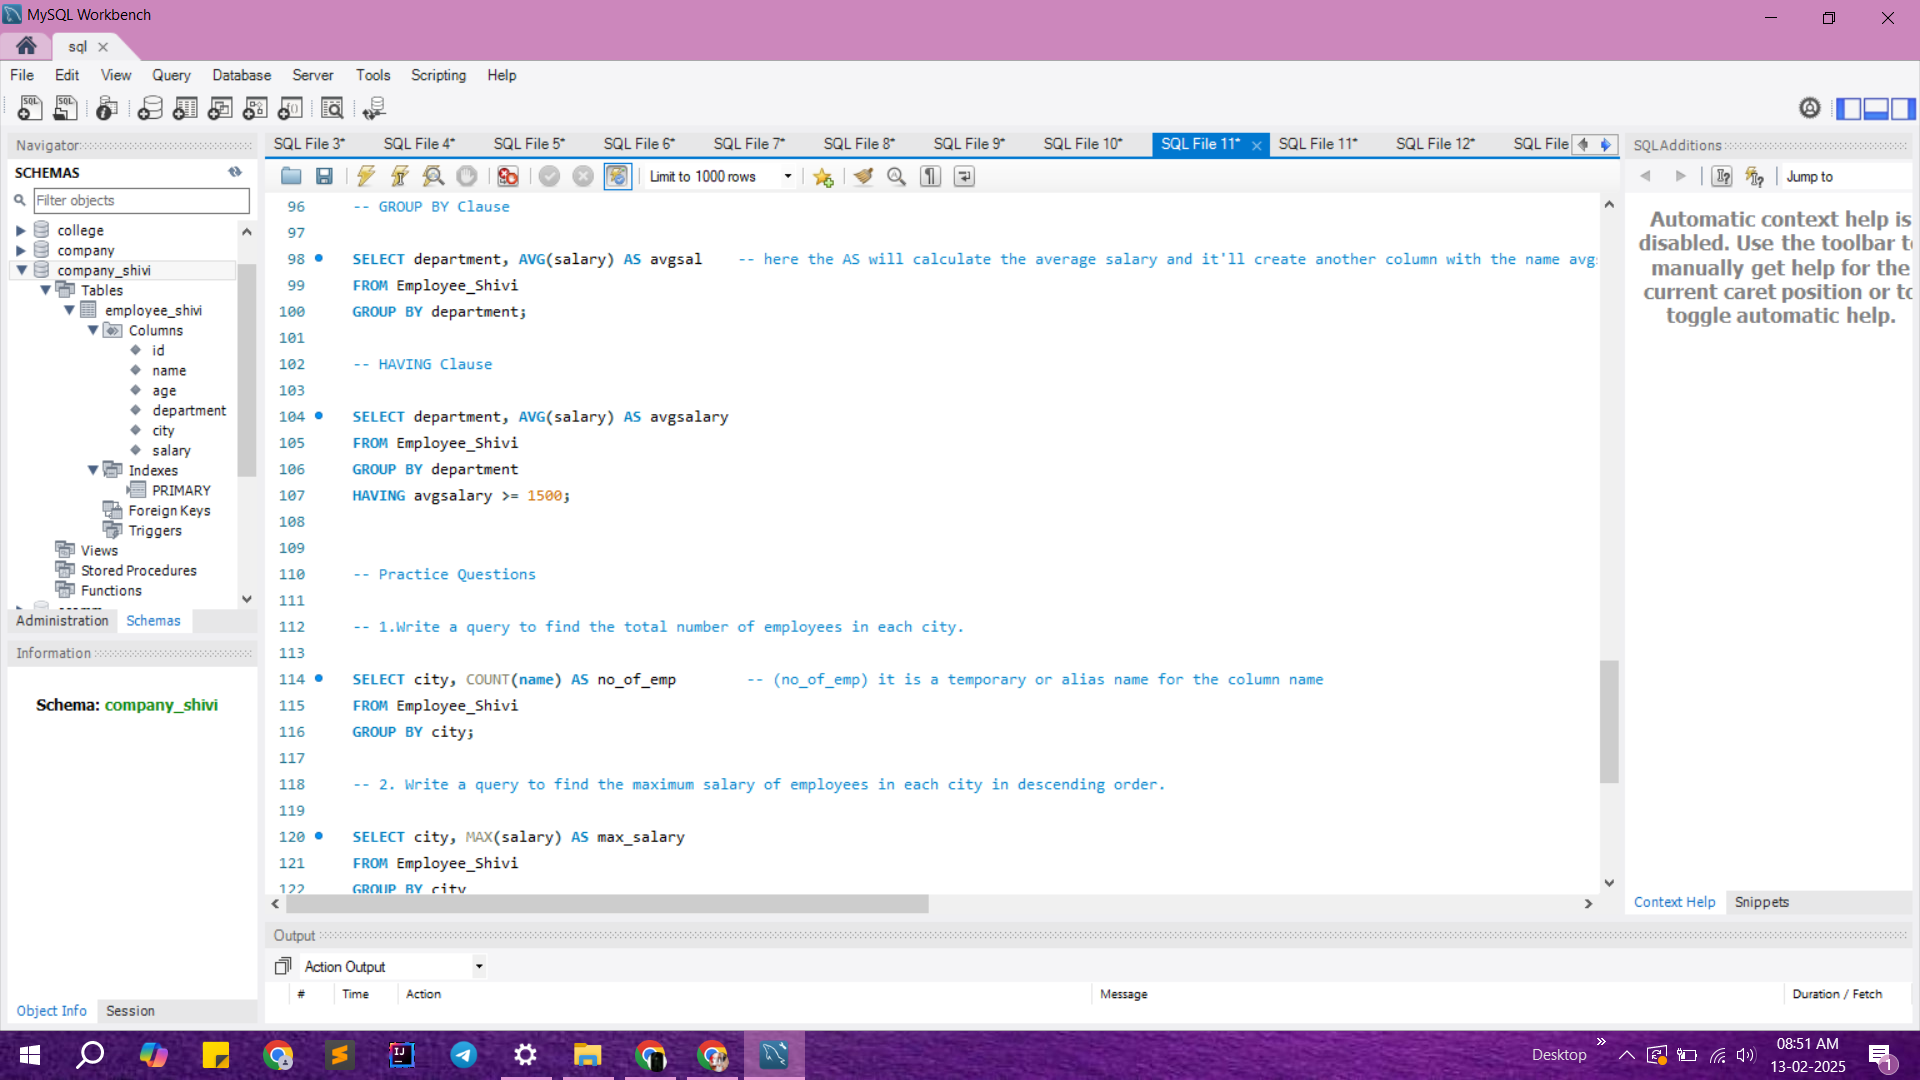 MySQL Workbench
sql
File Edit View Query Database Server Tools Scripting Help
Navigator
SCHEMAS
Filter objects
college
company
company_shivi
Tables
employee_shivi
Columns
id
name
age
department
city
salary
Indexes
PRIMARY
Foreign Keys
Triggers
Views
Stored Procedures
Functions
Administration Schemas
Information
Schema: company_shivi
Object Info Session
SQL File 3* SQL File 4* SQL File 5* SQL File 6* SQL File 7* SQL File 8* SQL File 9* SQL File 10* SQL File 11* SQL File 11* SQL File 12* SQL File
Limit to 1000 rows
96 -- GROUP BY Clause
97
98 SELECT department, AVG(salary) AS avgsal -- here the AS will calculate the average salary and it'll create another column with the name avgs
99 FROM Employee_Shivi
100 GROUP BY department;
101
102 -- HAVING Clause
103
104 SELECT department, AVG(salary) AS avgsalary
105 FROM Employee_Shivi
106 GROUP BY department
107 HAVING avgsalary >= 1500;
108
109
110 -- Practice Questions
111
112 -- 1.Write a query to find the total number of employees in each city.
113
114 SELECT city, COUNT(name) AS no_of_emp -- (no_of_emp) it is a temporary or alias name for the column name
115 FROM Employee_Shivi
116 GROUP BY city;
117
118 -- 2. Write a query to find the maximum salary of employees in each city in descending order.
119
120 SELECT city, MAX(salary) AS max_salary
121 FROM Employee_Shivi
122 GROUP BY city
SQLAdditions
Jump to
Automatic context help is
disabled. Use the toolbar to
manually get help for the
current caret position or to
toggle automatic help.
Context Help Snippets
Output
Action Output
# Time Action Message Duration / Fetch
Desktop
08:51 AM
13-02-2025
1